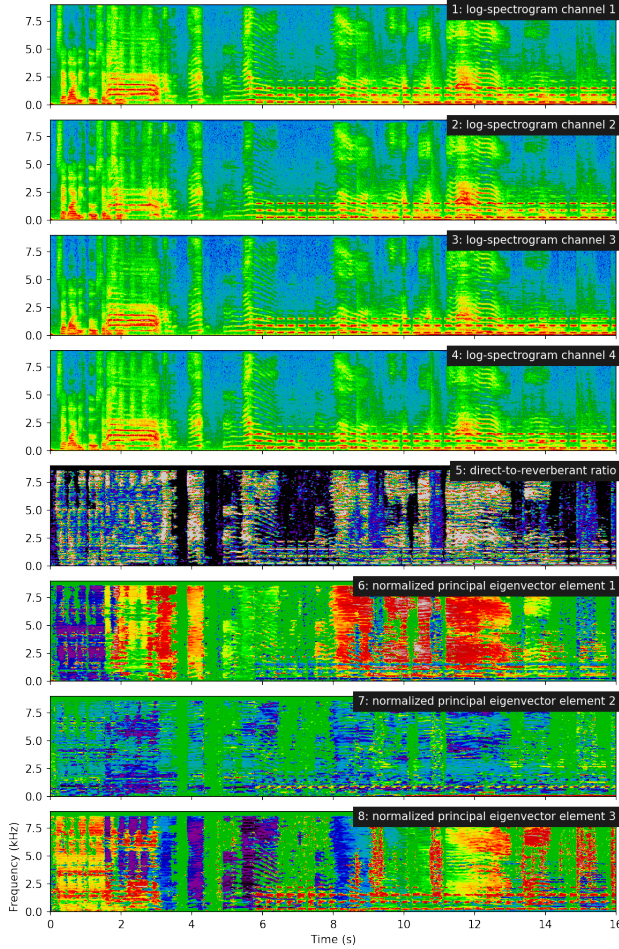 1: log-spectrogram channel 1
7.5
5.0
2.5
0.0
2: log-spectrogram channel 2
7.5
5.0
2.5
0.0
3: log-spectrogram channel 3
7.5
5.0
2.5
0.0
4: log-spectrogram channel 4
7.5
5.0
2.5
0.0
5: direct-to-reverberant ratio
7.5
5.0
2.5
0.0
6: normalized principal eigenvector element 1
7.5
5.0
2.5
0.0
7: normalized principal eigenvector element 2
7.5
5.0
2.5
0.0
8: normalized principal eigenvector element 3
7.5
5.0
2.5
0.0
Frequency (kHz)
0 2 4 6 8 10 12 14 16
Time (s)